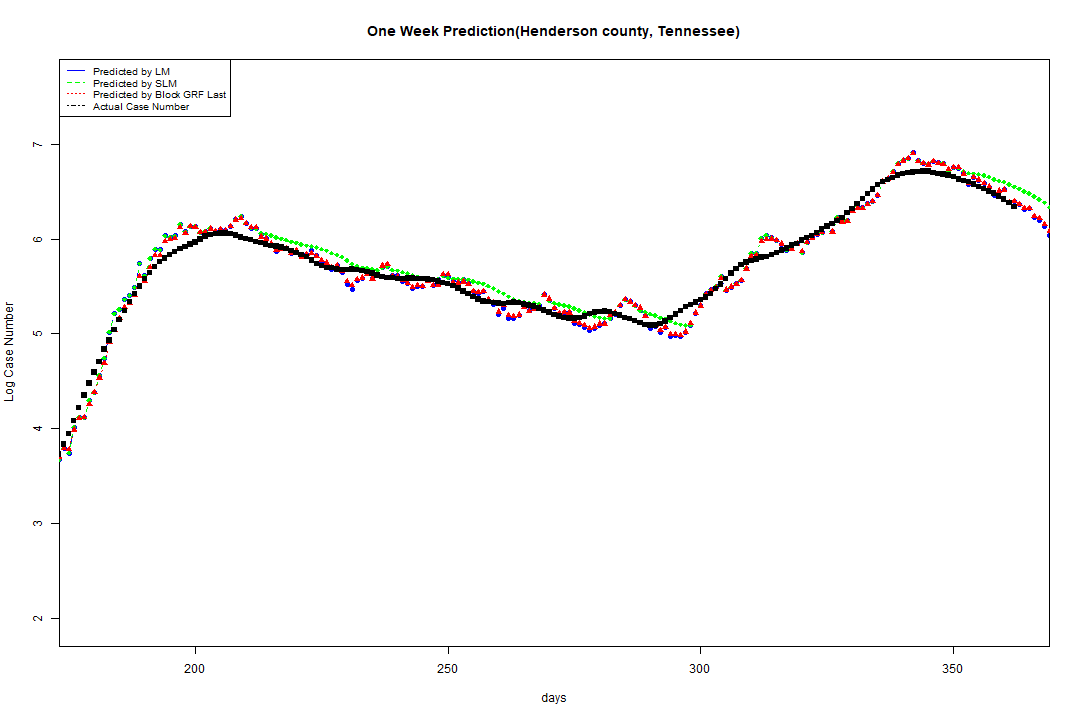 One Week Prediction(Henderson county, Tennessee)
Predicted by LM
Predicted by SLM
Predicted by Block GRF Last
Actual Case Number
7
6
5
4
3
2
Log Case Number
200
250
300
350
days